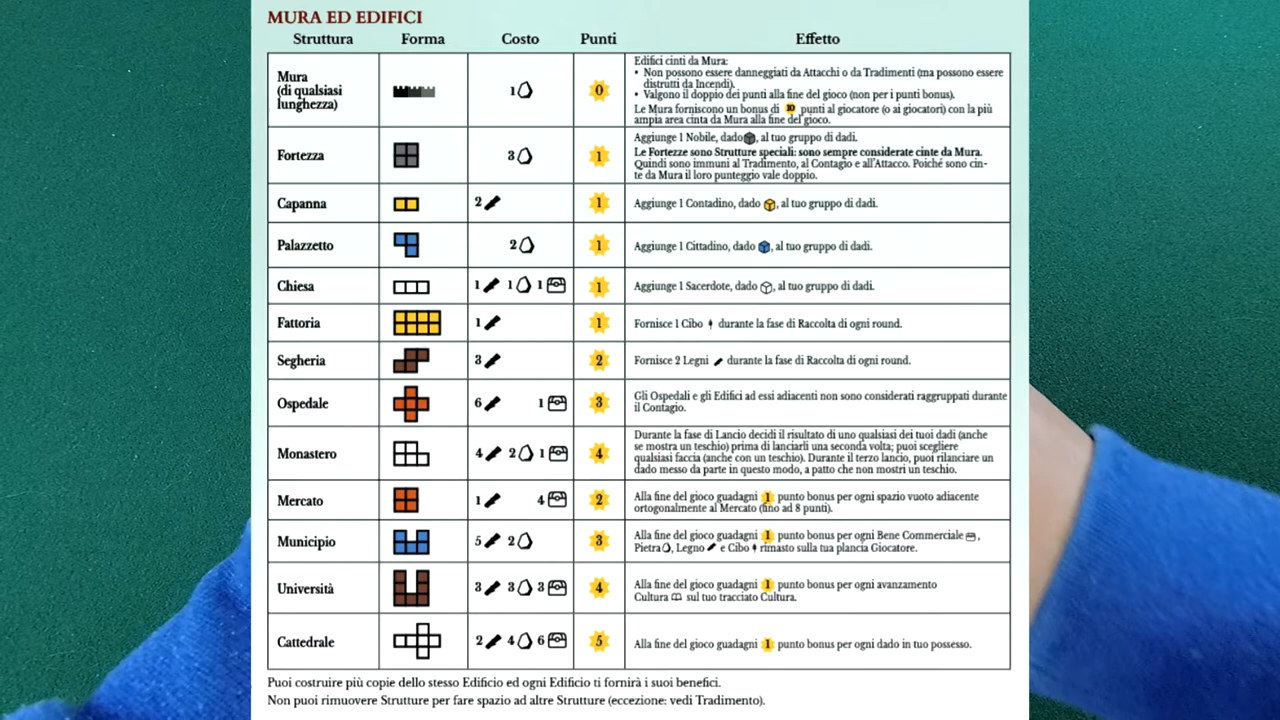 MURA ED EDIFICI
Struttura Forma Costo Punti Effetto
Mura
(di qualsiasi
lunghezza)
1
0
Edifici cinti da Mura:
• Non possono essere danneggiati da Attacchi o da Tradimenti (ma possono essere
distrutti da Incendi).
• Valgono il doppio dei punti alla fine del gioco (non per i punti bonus).
Le Mura forniscono un bonus di 10 punti al giocatore (o ai giocatori) con la più
ampia area cinta da Mura alla fine del gioco.
Fortezza
3
1
Aggiunge 1 Nobile, dado, al tuo gruppo di dadi.
Le Fortezze sono Strutture speciali: sono sempre considerate cinte da Mura.
Quindi sono immuni al Tradimento, al Contagio e all'Attacco. Poiché sono cin-
te da Mura il loro punteggio vale doppio.
Capanna
2
1
Aggiunge 1 Contadino, dado, al tuo gruppo di dadi.
Palazzetto
2
1
Aggiunge 1 Cittadino, dado, al tuo gruppo di dadi.
Chiesa
1 1 1
1
Aggiunge 1 Sacerdote, dado, al tuo gruppo di dadi.
Fattoria
1
1
Fornisce 1 Cibo durante la fase di Raccolta di ogni round.
Segheria
3
2
Fornisce 2 Legni durante la fase di Raccolta di ogni round.
Ospedale
6 1
3
Gli Ospedali e gli Edifici ad essi adiacenti non sono considerati raggruppati durante
il Contagio.
Monastero
4 2 1
4
Durante la fase di Lancio decidi il risultato di uno qualsiasi dei tuoi dadi (anche
se mostra un teschio) prima di lanciarli una seconda volta; puoi scegliere
qualsiasi faccia (anche con un teschio). Durante il terzo lancio, puoi rilanciare un
dado messo da parte in questo modo, a patto che non mostri un teschio.
Mercato
1 4
2
Alla fine del gioco guadagni 1 punto bonus per ogni spazio vuoto adiacente
ortogonalmente al Mercato (fino ad 8 punti).
Municipio
5 2
3
Alla fine del gioco guadagni 1 punto bonus per ogni Bene Commerciale,
Pietra, Legno e Cibo rimasto sulla tua plancia Giocatore.
Università
3 3 3
4
Alla fine del gioco guadagni 1 punto bonus per ogni avanzamento
Cultura sul tuo tracciato Cultura.
Cattedrale
2 4 6
5
Alla fine del gioco guadagni 1 punto bonus per ogni dado in tuo possesso.
Puoi costruire più copie dello stesso Edificio ed ogni Edificio ti fornirà i suoi benefici.
Non puoi rimuovere Strutture per fare spazio ad altre Strutture (eccezione: vedi Tradimento).